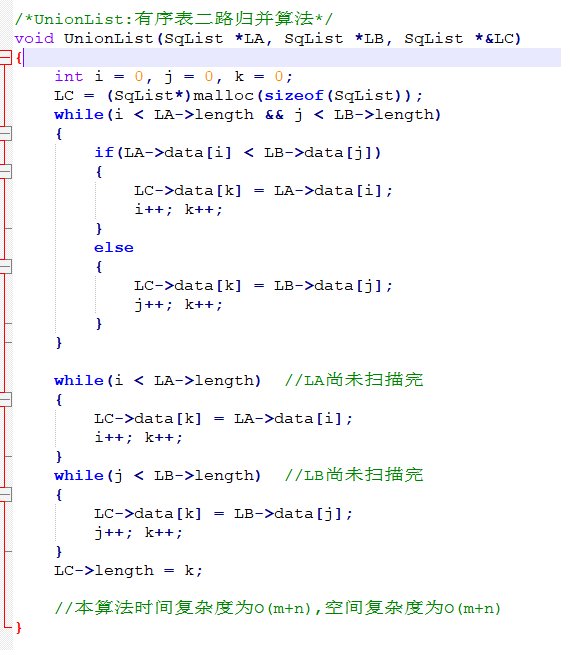 /*UnionList:有序表二路归并算法*/
void UnionList(SqList *LA, SqList *LB, SqList *&LC)
{
    int i = 0, j = 0, k = 0;
    LC = (SqList*)malloc(sizeof(SqList));
    while(i < LA->length && j < LB->length)
    {
        if(LA->data[i] < LB->data[j])
        {
            LC->data[k] = LA->data[i];
            i++; k++;
        }
        else
        {
            LC->data[k] = LB->data[j];
            j++; k++;
        }
    }

    while(i < LA->length)  //LA尚未扫描完
    {
        LC->data[k] = LA->data[i];
        i++; k++;
    }
    while(j < LB->length)  //LB尚未扫描完
    {
        LC->data[k] = LB->data[j];
        j++; k++;
    }
    LC->length = k;

    //本算法时间复杂度为O(m+n),空间复杂度为O(m+n)
}